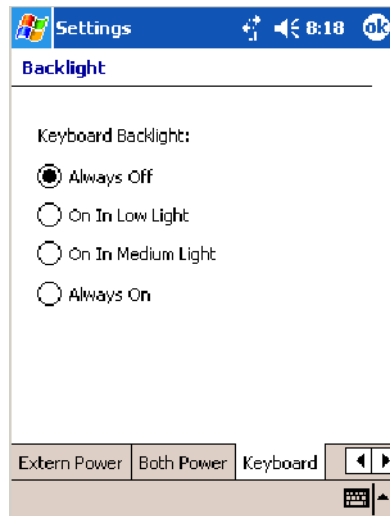 Settings 8:18 ok
Backlight
Keyboard Backlight:
Always Off
On In Low Light
On In Medium Light
Always On
Extern Power Both Power Keyboard